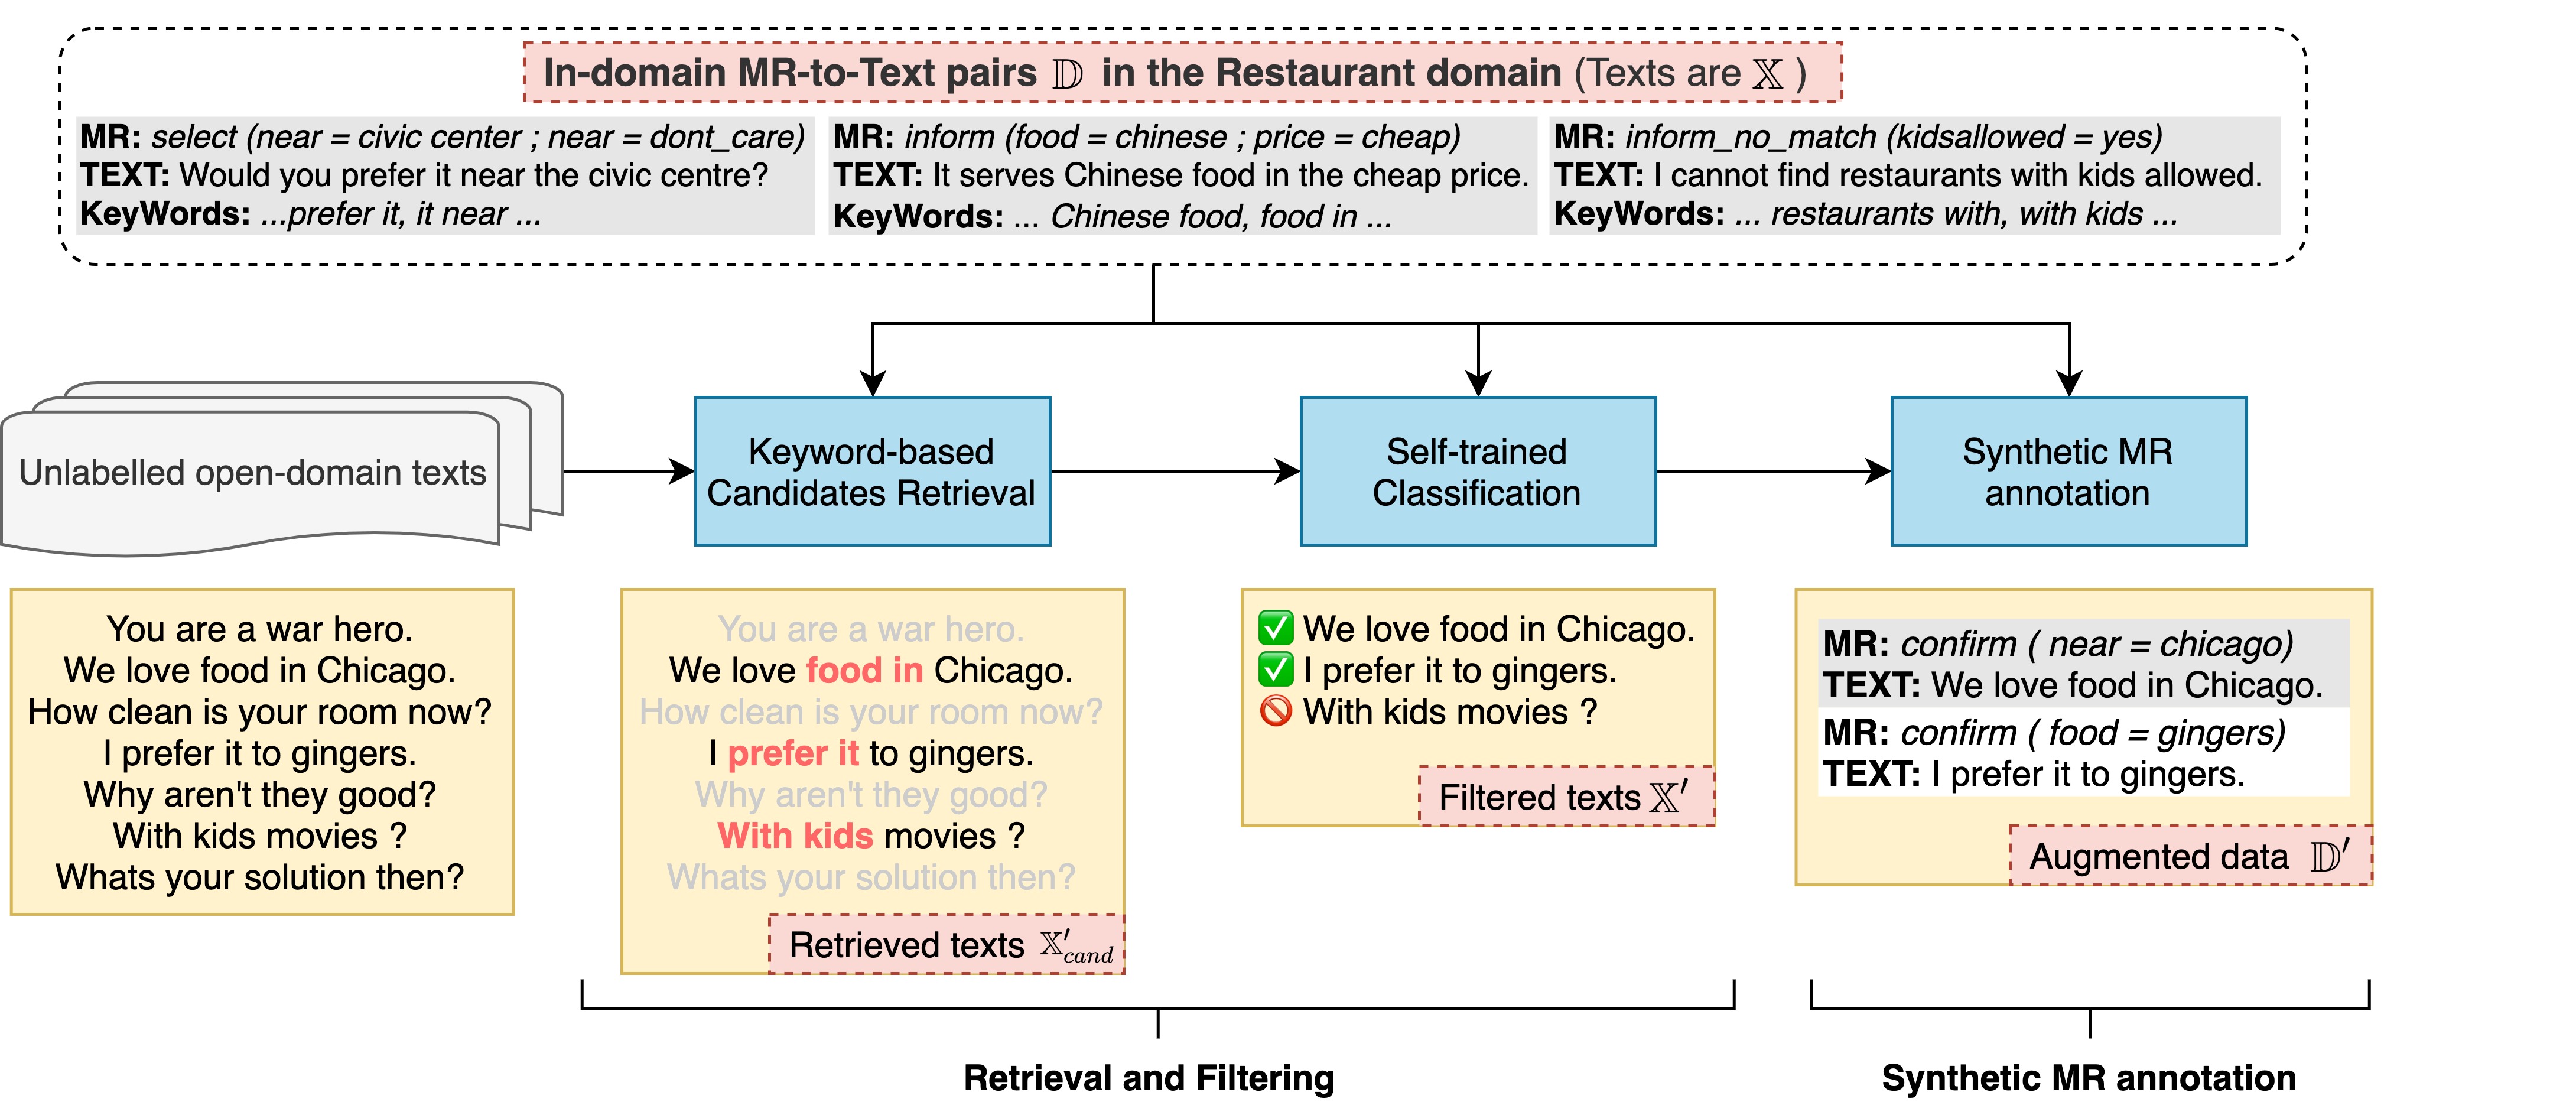 In-domain MR-to-Text pairs 𝔻 in the Restaurant domain (Texts are 𝕏 )
MR: select (near = civic center ; near = dont_care)
TEXT: Would you prefer it near the civic centre?
KeyWords: ...prefer it, it near ...
MR: inform (food = chinese ; price = cheap)
TEXT: It serves Chinese food in the cheap price.
KeyWords: ... Chinese food, food in ...
MR: inform_no_match (kidsallowed = yes)
TEXT: I cannot find restaurants with kids allowed.
KeyWords: ... restaurants with, with kids ...
Unlabelled open-domain texts
Keyword-based
Candidates Retrieval
Self-trained
Classification
Synthetic MR
annotation
You are a war hero.
We love food in Chicago.
How clean is your room now?
I prefer it to gingers.
Why aren't they good?
With kids movies ?
Whats your solution then?
You are a war hero.
We love food in Chicago.
How clean is your room now?
I prefer it to gingers.
Why aren't they good?
With kids movies ?
Whats your solution then?
Retrieved texts 𝕏′cand
✅ We love food in Chicago.
✅ I prefer it to gingers.
🚫 With kids movies ?
Filtered texts 𝕏′
MR: confirm ( near = chicago)
TEXT: We love food in Chicago.
MR: confirm ( food = gingers)
TEXT: I prefer it to gingers.
Augmented data 𝔻′
Retrieval and Filtering
Synthetic MR annotation